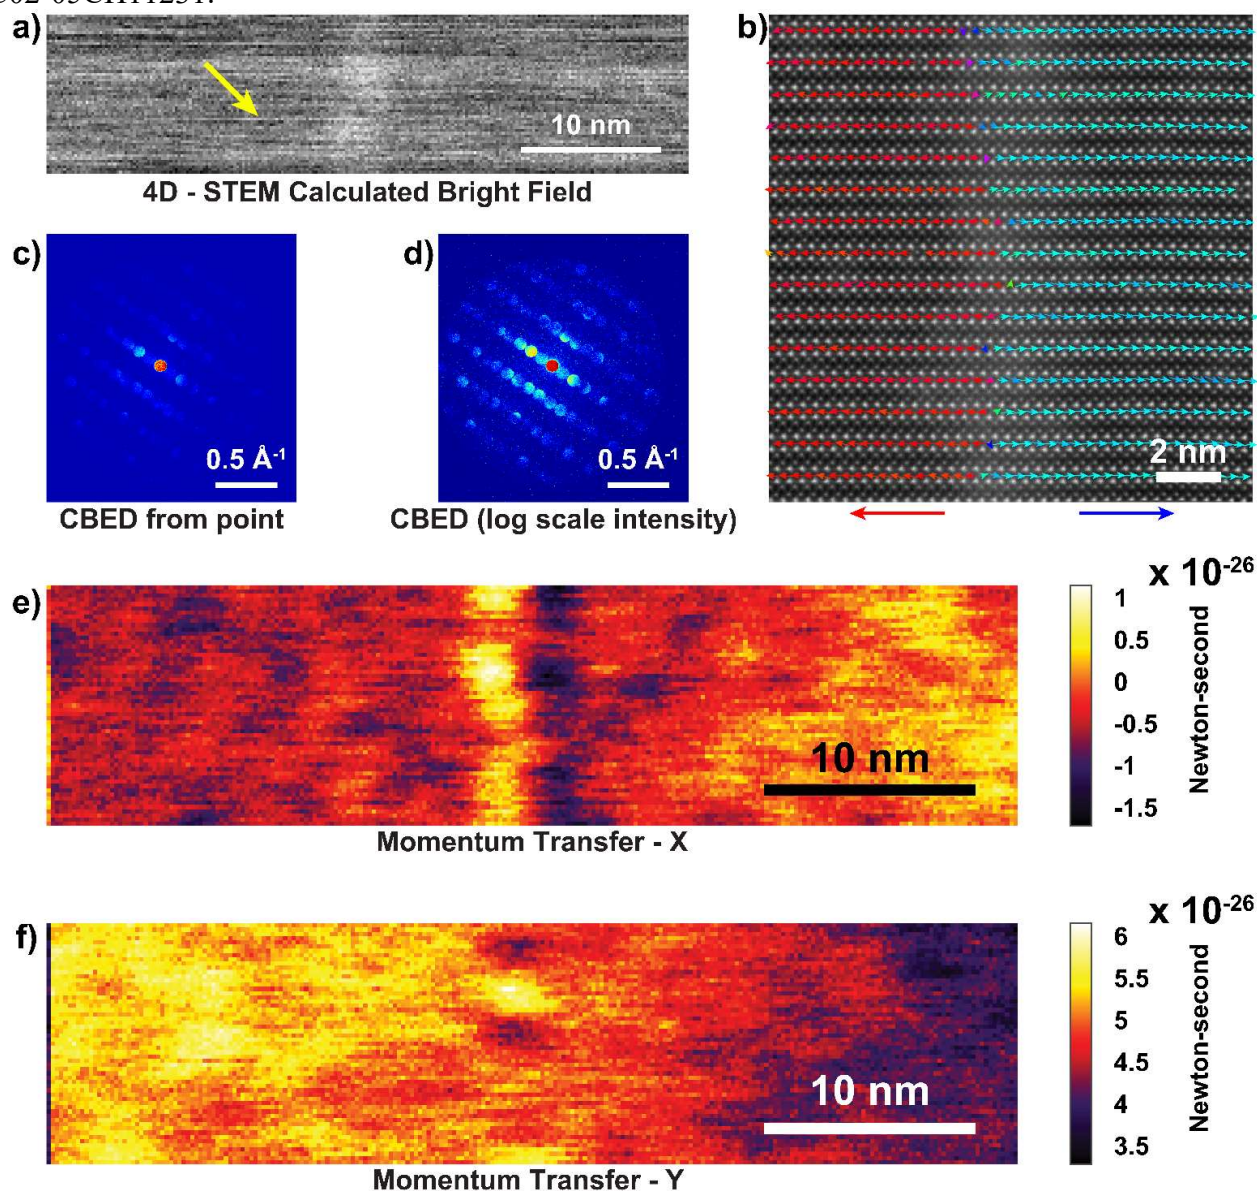 a)
10 nm
4D - STEM Calculated Bright Field
b)
2 nm
c)
0.5 Å-1
CBED from point
d)
0.5 Å-1
CBED (log scale intensity)
e)
10 nm
Momentum Transfer - X
x 10-26
1
0.5
0
-0.5
-1
-1.5
Newton-second
f)
10 nm
Momentum Transfer - Y
x 10-26
6
5.5
5
4.5
4
3.5
Newton-second